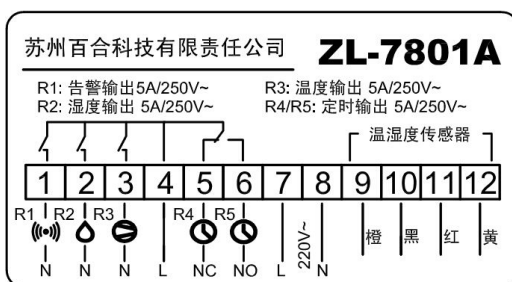 苏州百合科技有限责任公司 ZL-7801A
R1: 告警输出5A/250V~ R3: 温度输出 5A/250V~
R2: 湿度输出 5A/250V~ R4/R5: 定时输出 5A/250V~
温湿度传感器
1 2 3 4 5 6 7 8 9 10 11 12
R1 R2 R3 R4 R5
220V~
橙 黑 红 黄
N N N L NC NO L N